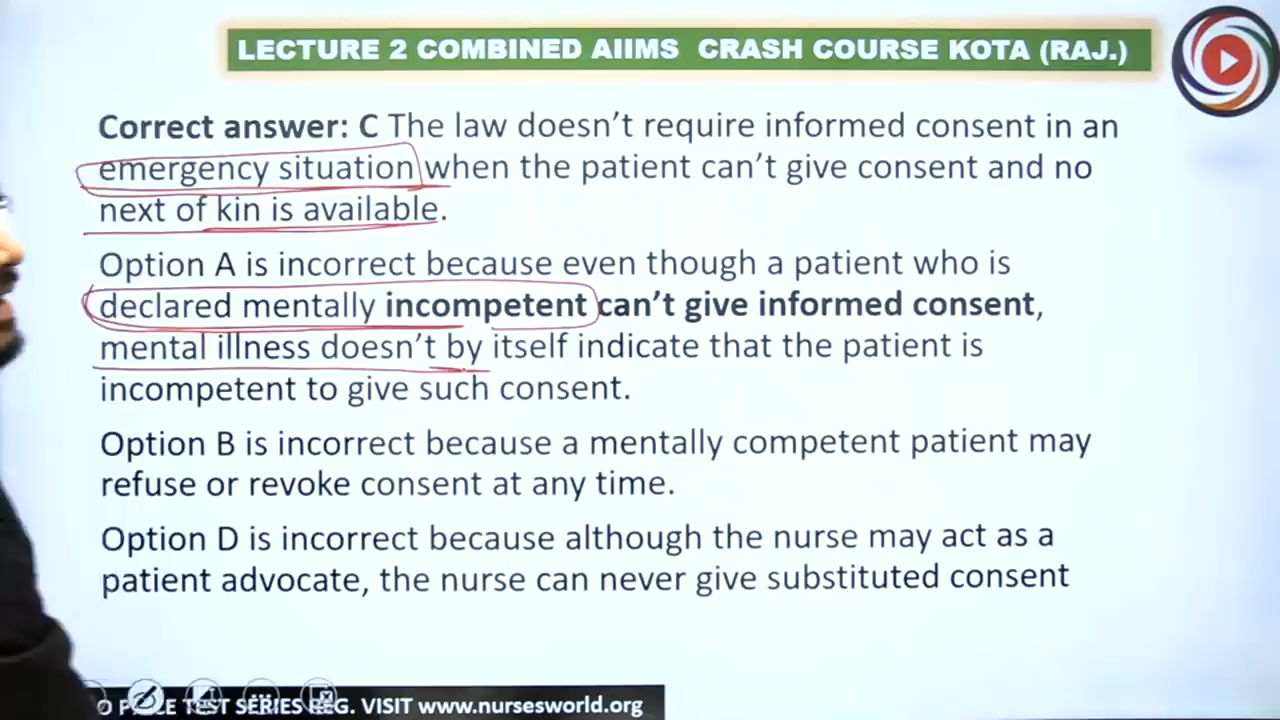 LECTURE 2 COMBINED AIIMS CRASH COURSE KOTA (RAJ.)
Correct answer: C The law doesn’t require informed consent in an
emergency situation when the patient can’t give consent and no
next of kin is available.
Option A is incorrect because even though a patient who is
declared mentally incompetent can’t give informed consent,
mental illness doesn’t by itself indicate that the patient is
incompetent to give such consent.
Option B is incorrect because a mentally competent patient may
refuse or revoke consent at any time.
Option D is incorrect because although the nurse may act as a
patient advocate, the nurse can never give substituted consent
TEST SERIES REG. VISIT www.nursesworld.org